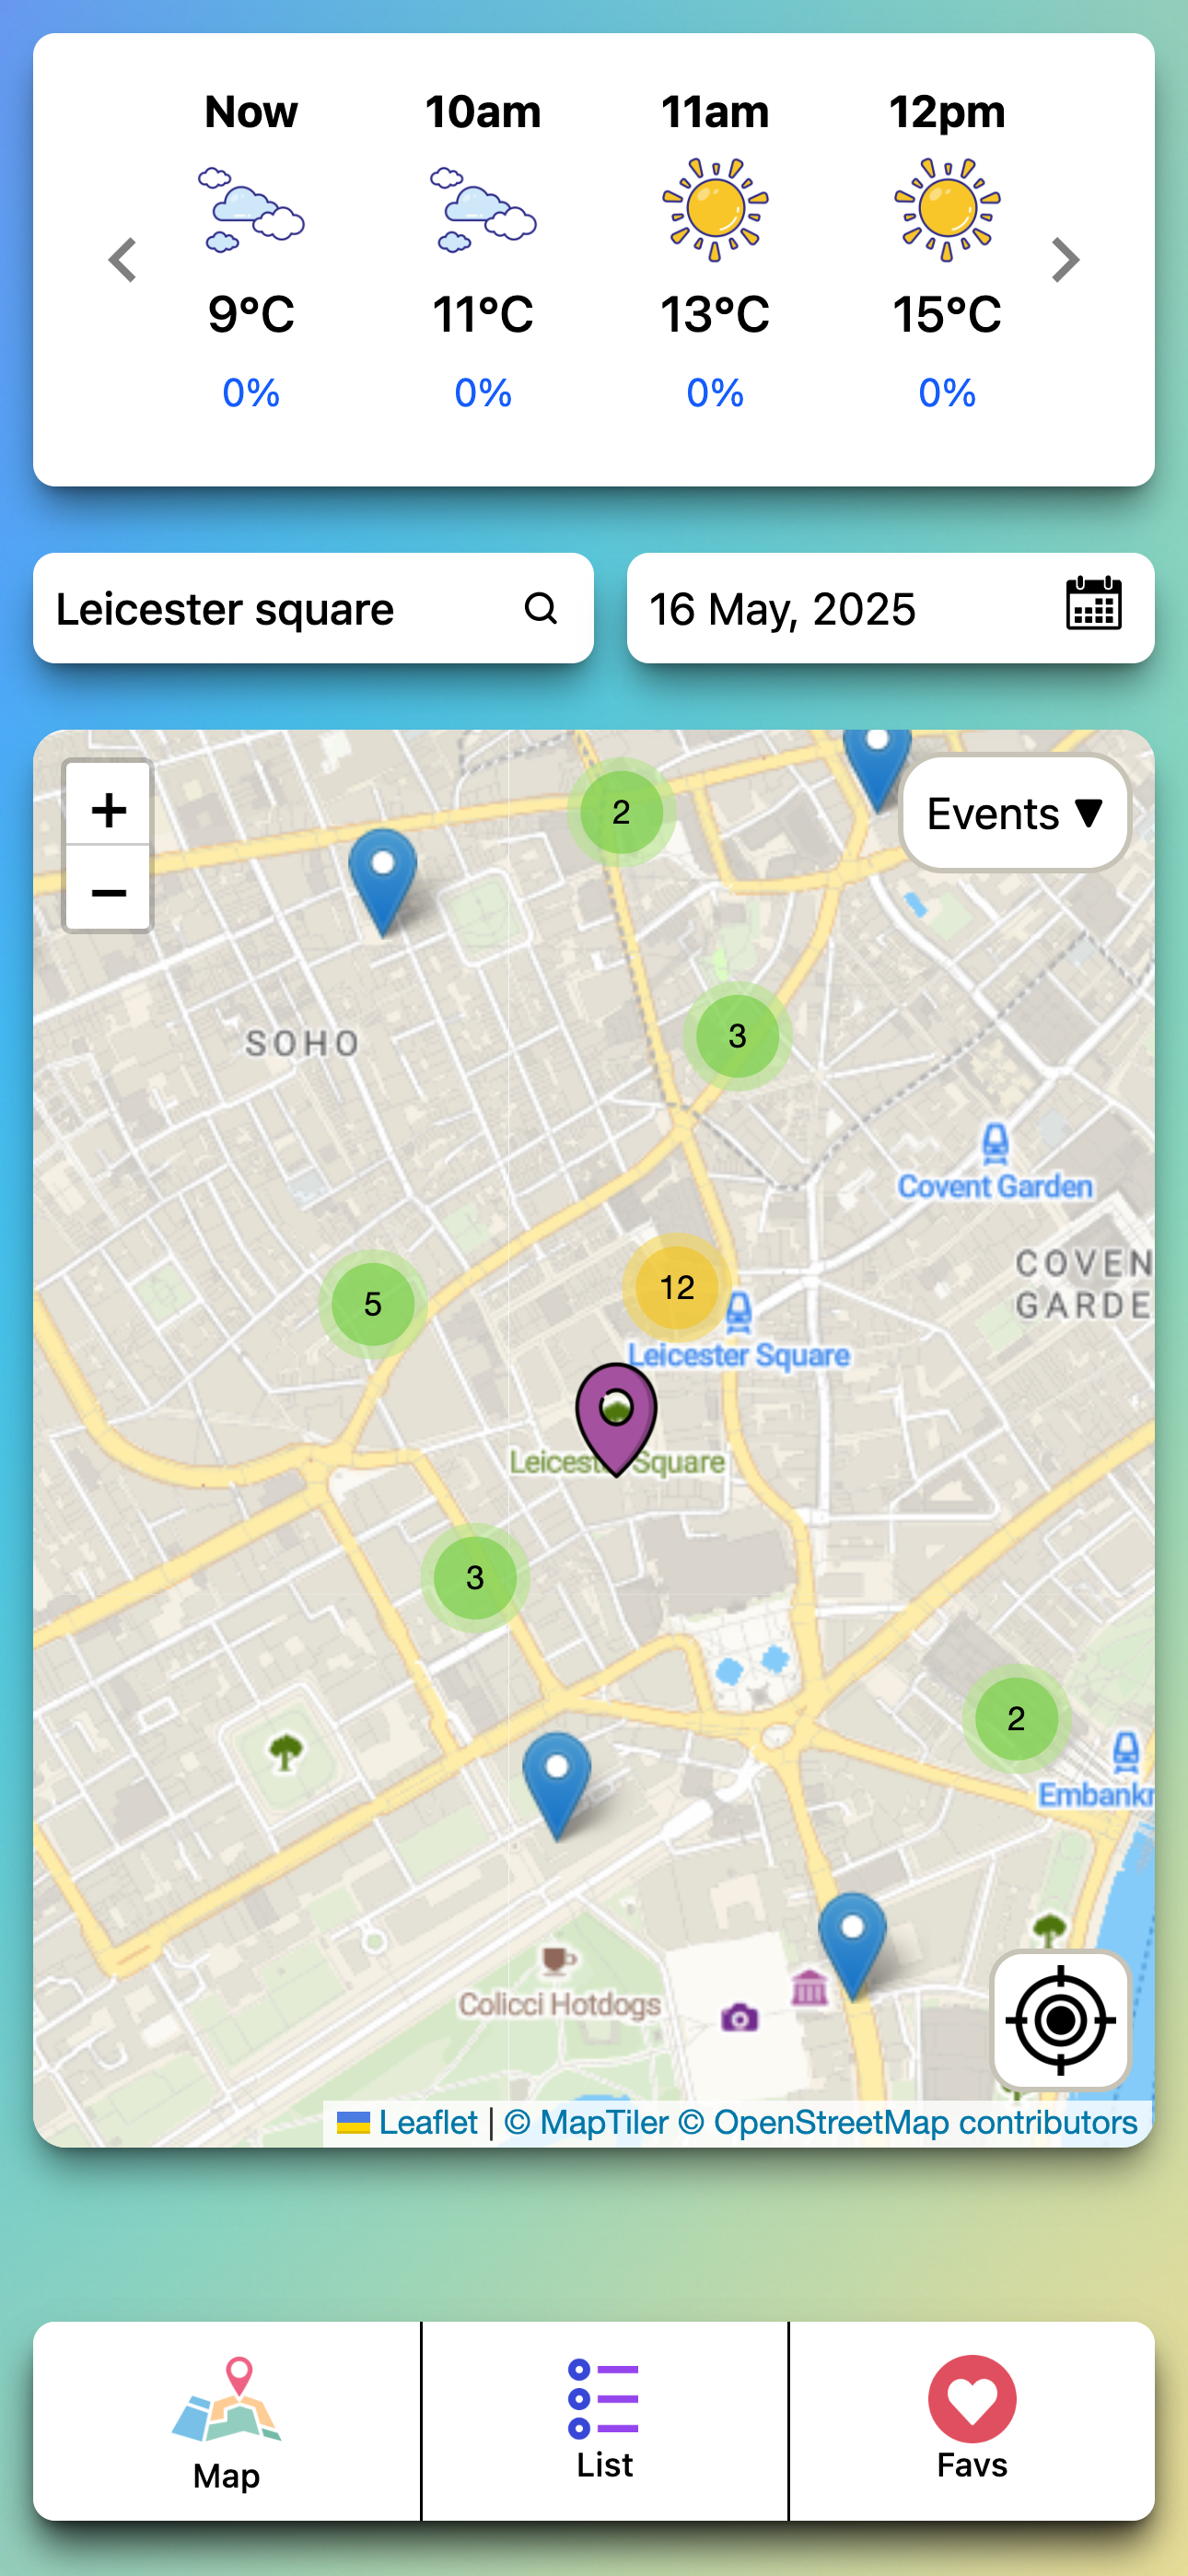 Now 10am 11am 12pm
9°C 11°C 13°C 15°C
0% 0% 0% 0%
Leicester square
16 May, 2025
+
−
Events ▼
2
3
SOHO
Covent Garden
COVEN
GARDE
5
12
Leicester Square
Leicest Square
3
2
Embankr
Colicci Hotdogs
Leaflet | © MapTiler © OpenStreetMap contributors
Map
List
Favs